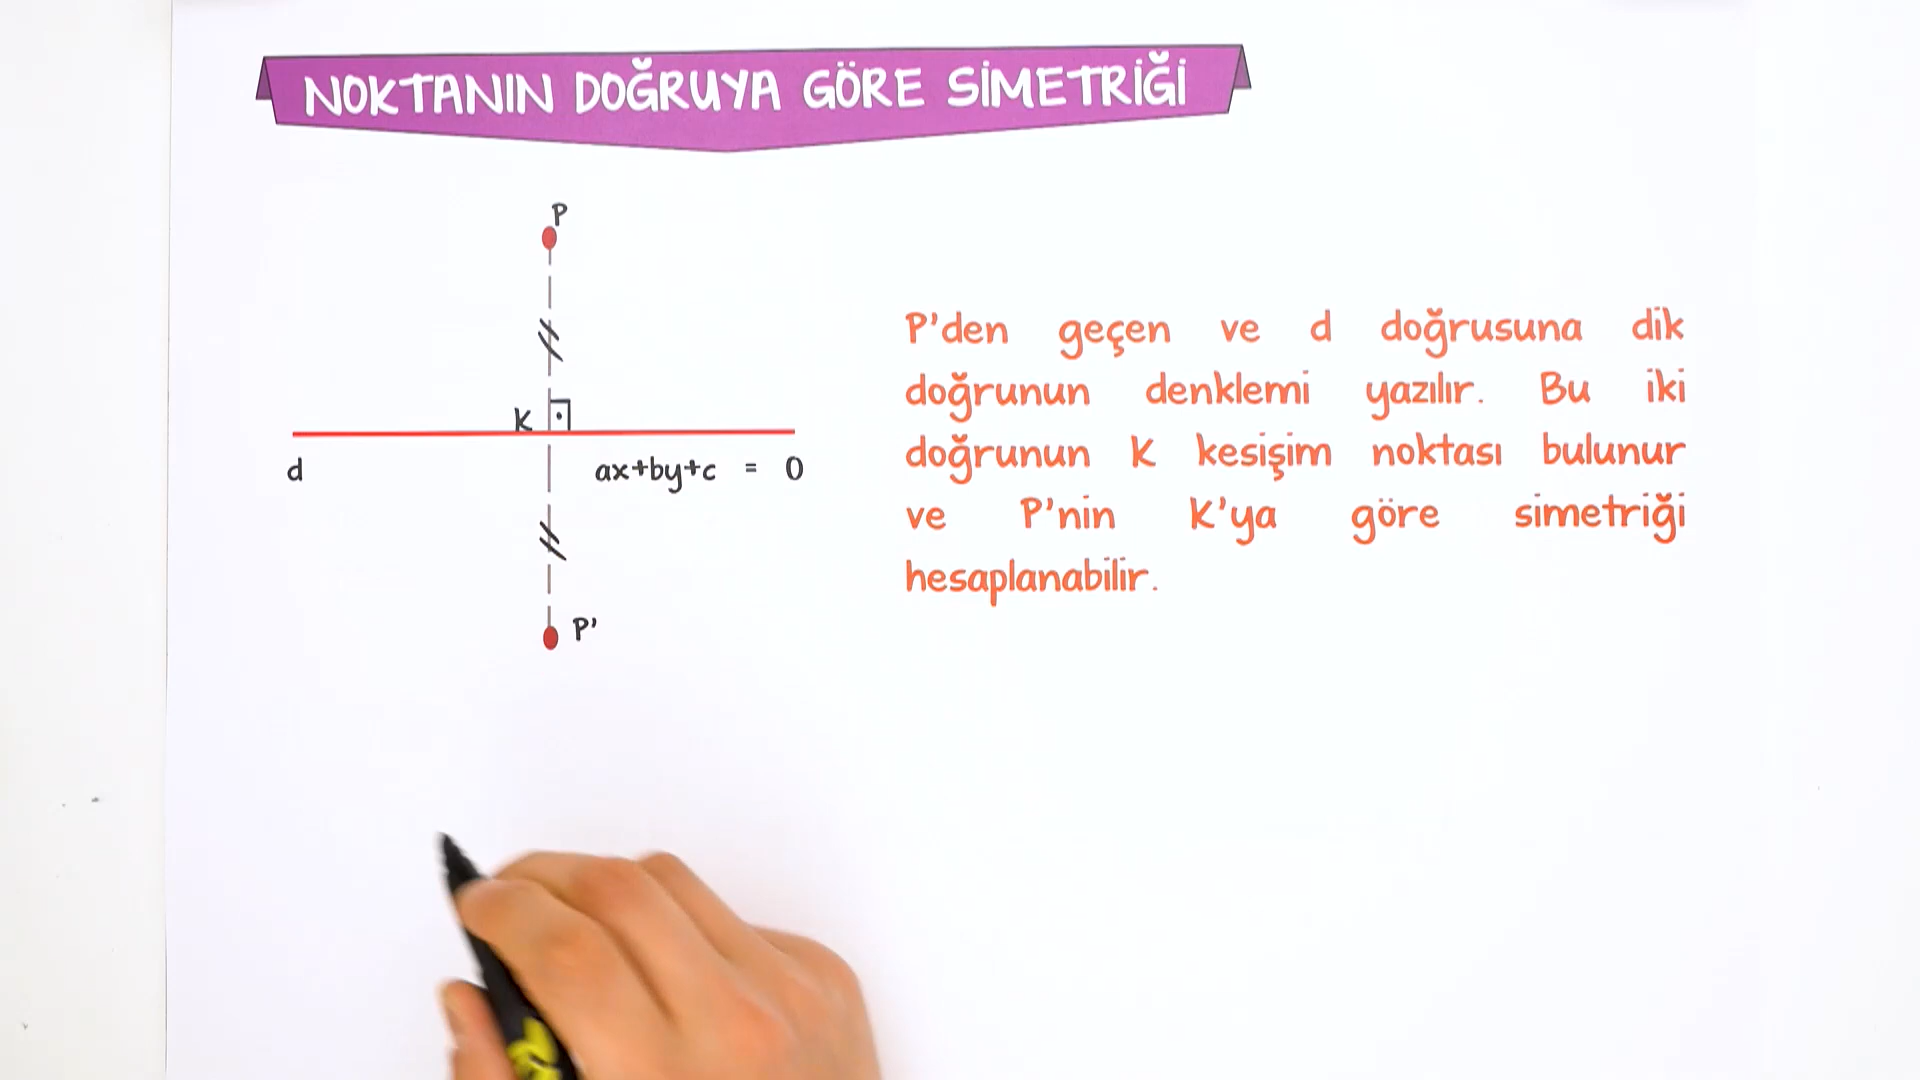 NOKTANIN DOĞRUYA GÖRE SİMETRİĞİ
P
K
d
ax+by+c = 0
P'
P'den geçen ve d doğrusuna dik
doğrunun denklemi yazılır. Bu iki
doğrunun K kesişim noktası bulunur
ve P'nin K'ya göre simetriği
hesaplanabilir.